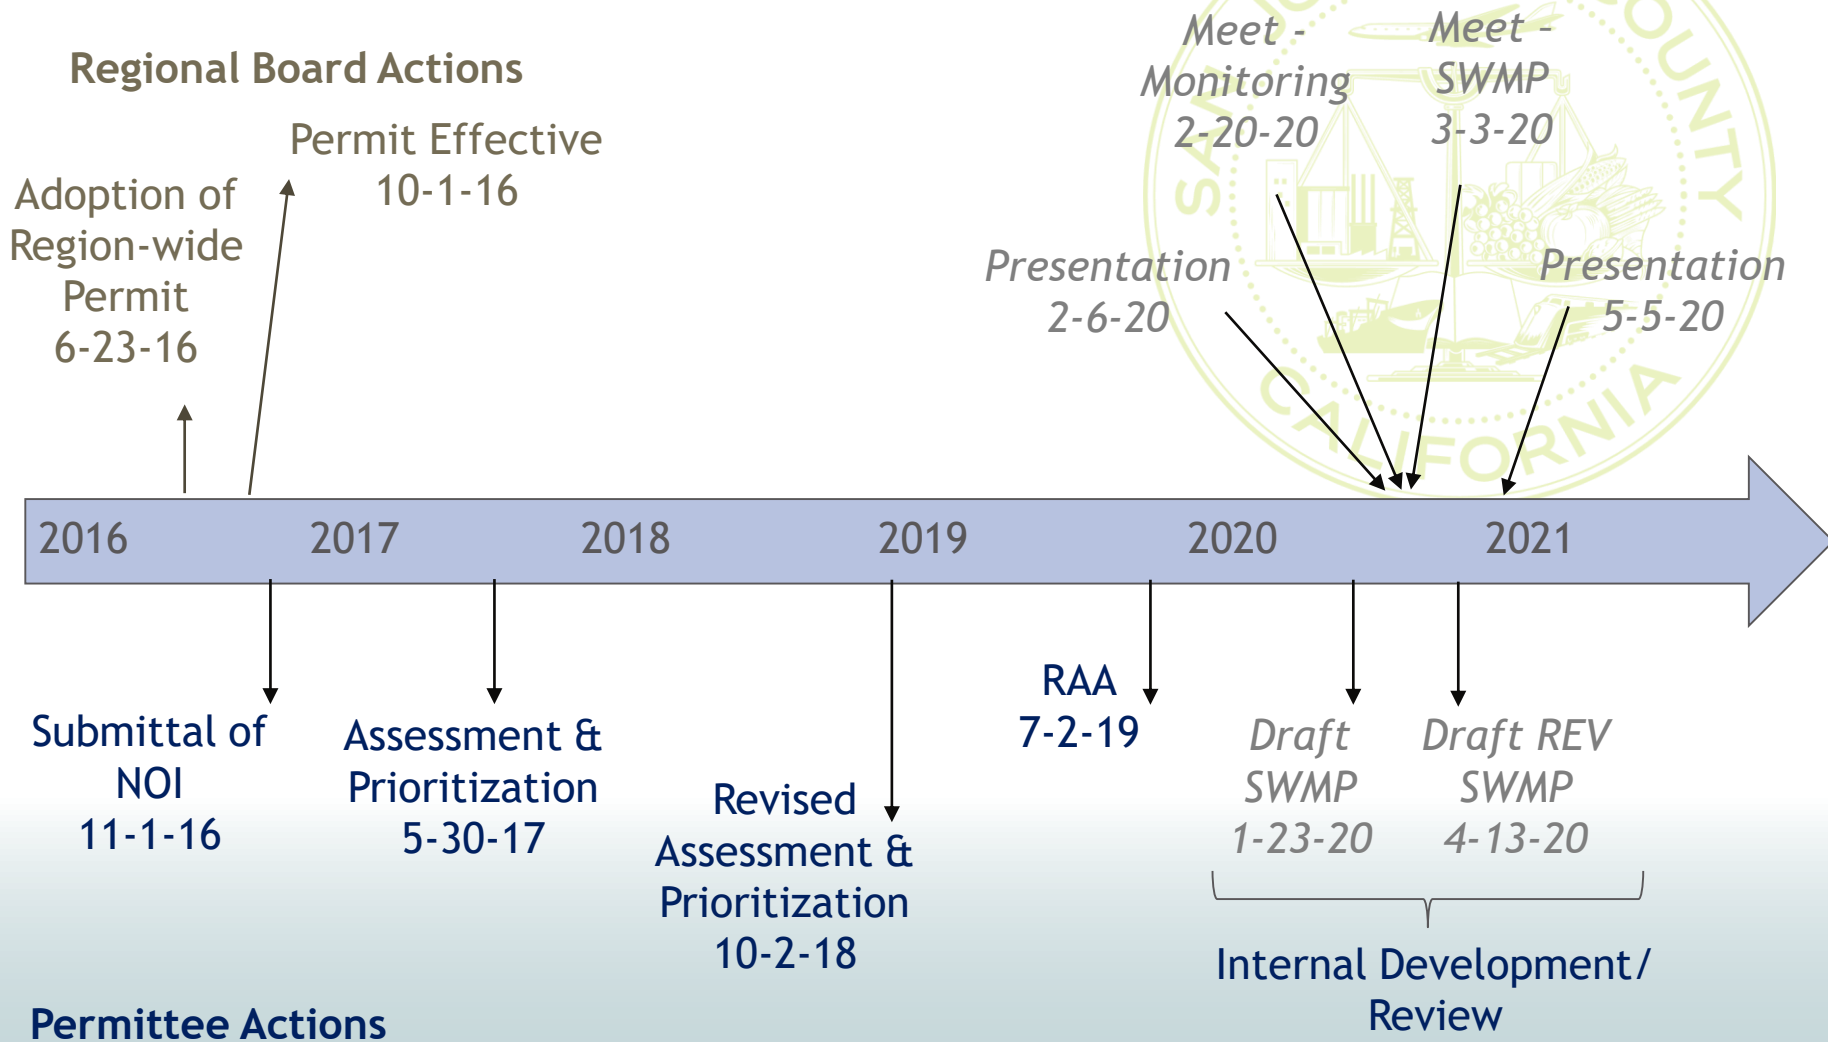 Regional Board Actions
Adoption of
Region-wide
Permit
6-23-16
Permit Effective
10-1-16
Presentation
2-6-20
Meet -
Monitoring
2-20-20
Meet –
SWMP
3-3-20
Presentation
5-5-20
COUNTY
CALIFORNIA
2016
2017
2018
2019
2020
2021
Submittal of
NOI
11-1-16
Assessment &
Prioritization
5-30-17
Revised
Assessment &
Prioritization
10-2-18
RAA
7-2-19
Draft
SWMP
1-23-20
Draft REV
SWMP
4-13-20
Internal Development/
Review
Permittee Actions